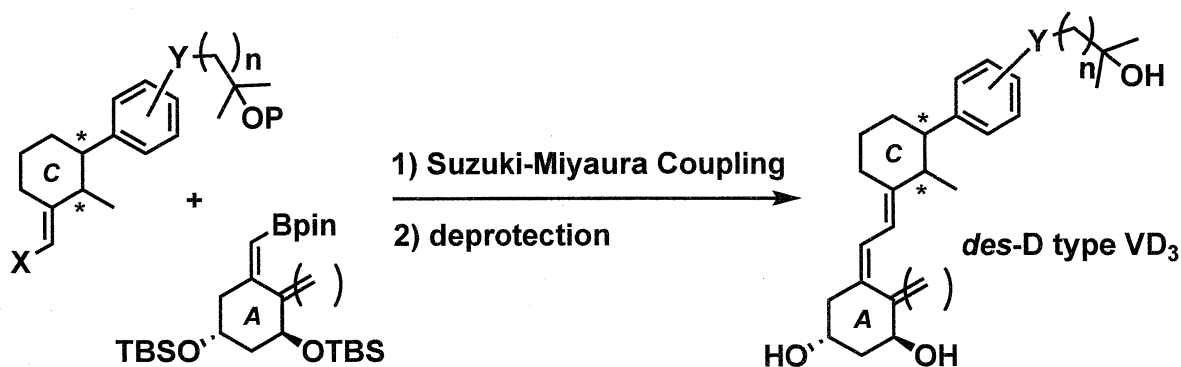 Y ( )n
OP
*
C
*
X
+
Bpin
( )
A
TBSO
OTBS
1) Suzuki-Miyaura Coupling
2) deprotection
Y ( )n
OH
*
C
*
des-D type VD3
( )
A
HO
OH